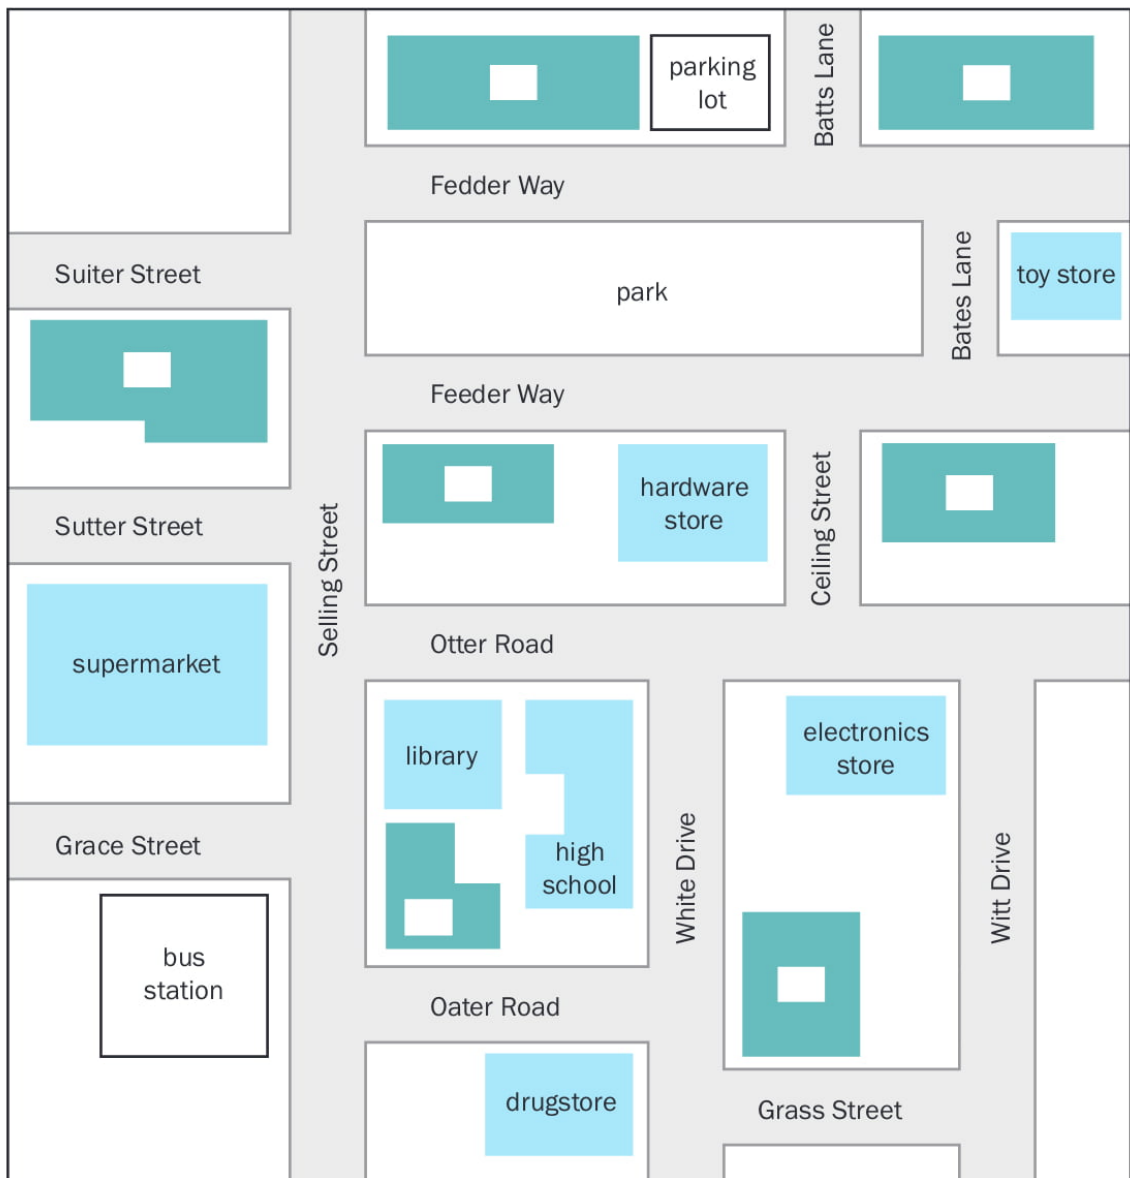 parking
lot
Batts Lane
Fedder Way
Suiter Street
park
Bates Lane
toy store
Feeder Way
Sutter Street
Selling Street
hardware
store
Ceiling Street
Otter Road
supermarket
library
high
school
electronics
store
White Drive
Witt Drive
Grace Street
bus
station
Oater Road
drugstore
Grass Street